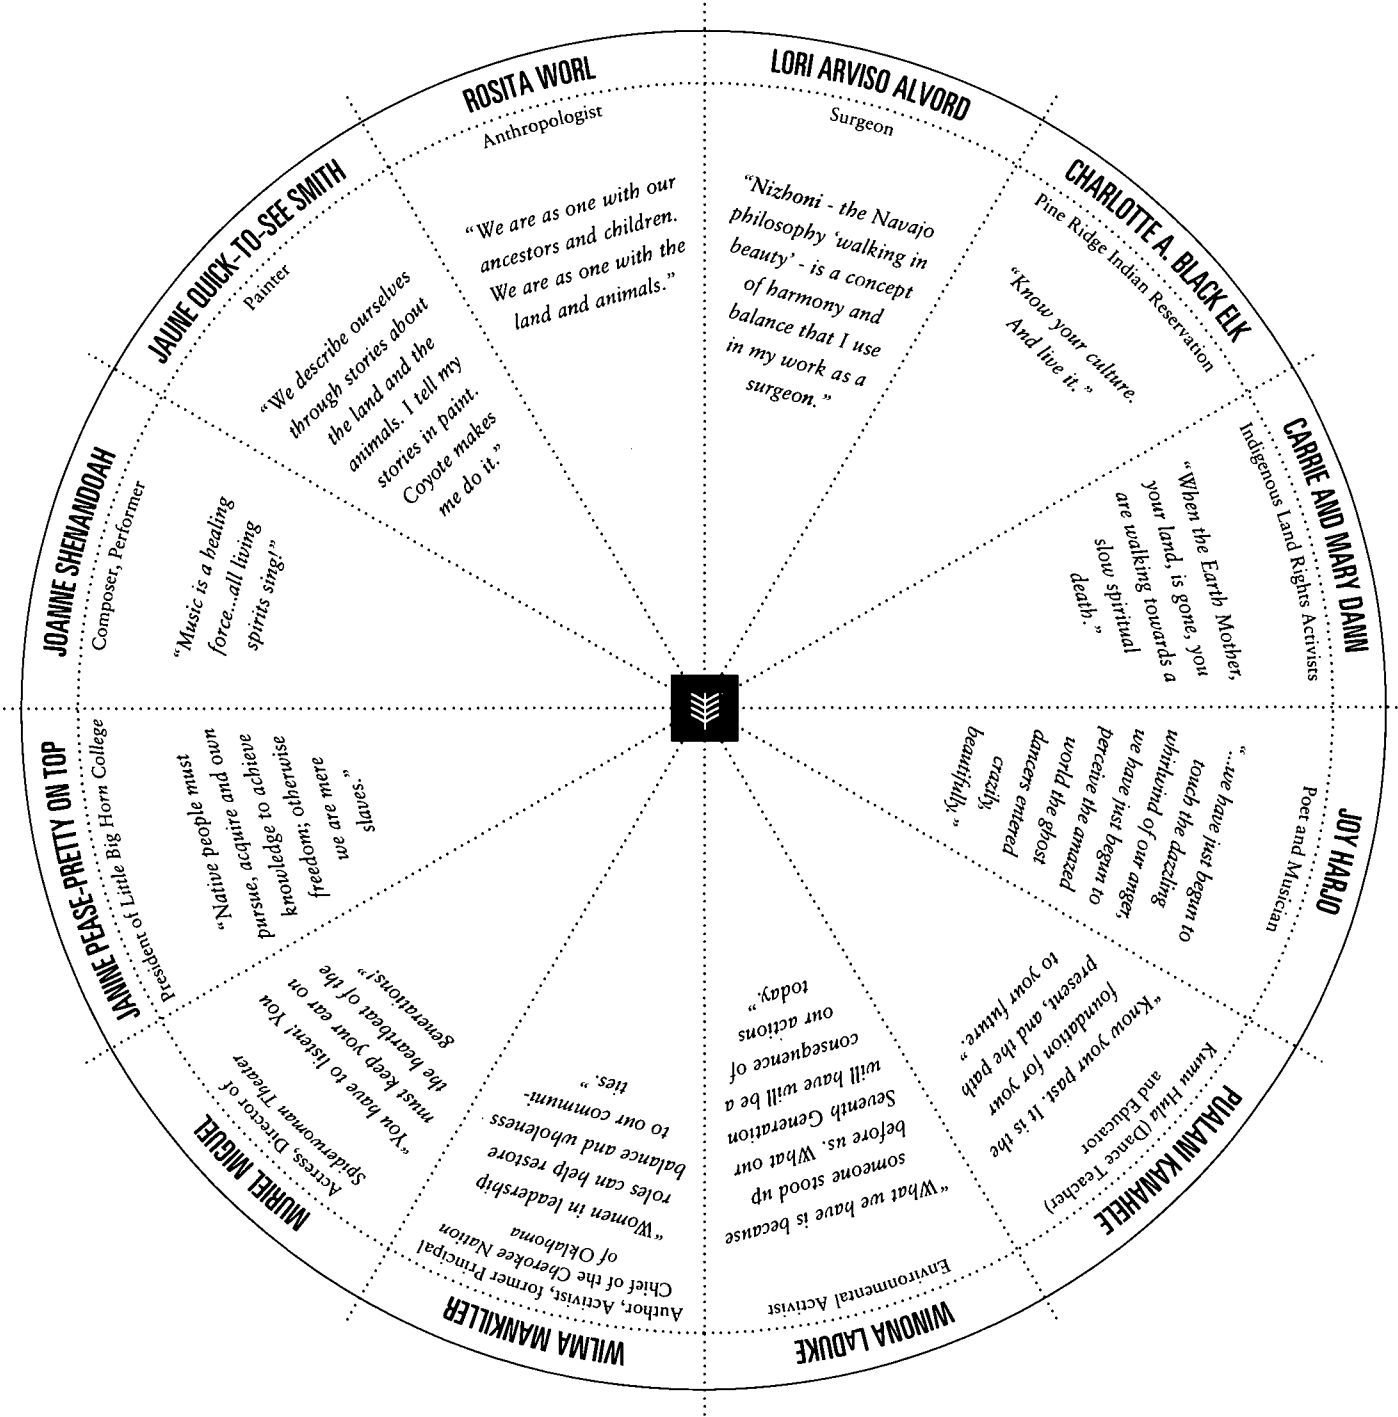 LORI ARVISO ALVORD
Surgeon
“Nizhoni - the Navajo
philosophy ‘walking in
beauty’ - is a concept
of harmony and
balance that I use
in my work as a
surgeon.”
CHARLOTTE A. BLACK ELK
Pine Ridge Indian Reservation
“Know your culture.
And live it.”
CARRIE AND MARY DANN
Indigenous Land Rights Activists
“When the Earth Mother,
your land, is gone, you
are walking towards a
slow spiritual
death.”
JOY HARJO
Poet and Musician
“...we have just begun to
touch the dazzling
whirlwind of our anger,
we have just begun to
perceive the amazed
world the ghost
dancers entered
crazily,
beautifully.”
PUALANI KANAHELE
Kumu Hula (Dance Teacher)
and Educator
“Know your past. It is the
foundation for your
present, and the path
to your future.”
WINONA LADUKE
Environmental Activist
“What we have is because
someone stood up
before us. What our
Seventh Generation
will have will be a
consequence of
our actions
today.”
WILMA MANKILLER
Author, Activist, former Principal
Chief of the Cherokee Nation
of Oklahoma
“Women in leadership
roles can help restore
balance and wholeness
to our communi-
ties.”
MURIEL MIGUEL
Actress, Director of
Spiderwoman Theater
“You have to listen! You
must keep your ear on
the heartbeat of the
generations!”
JANINE PEASE-PRETTY ON TOP
President of Little Big Horn College
“Native people must
pursue, acquire and own
knowledge to achieve
freedom; otherwise
we are mere
slaves.”
JOANNE SHENANDOAH
Composer, Performer
“Music is a healing
force...all living
spirits sing!”
JAUNE QUICK-TO-SEE SMITH
Painter
“We describe ourselves
through stories about
the land and the
animals. I tell my
stories in paint.
Coyote makes
me do it.”
ROSITA WORL
Anthropologist
“We are as one with our
ancestors and children.
We are as one with the
land and animals.”